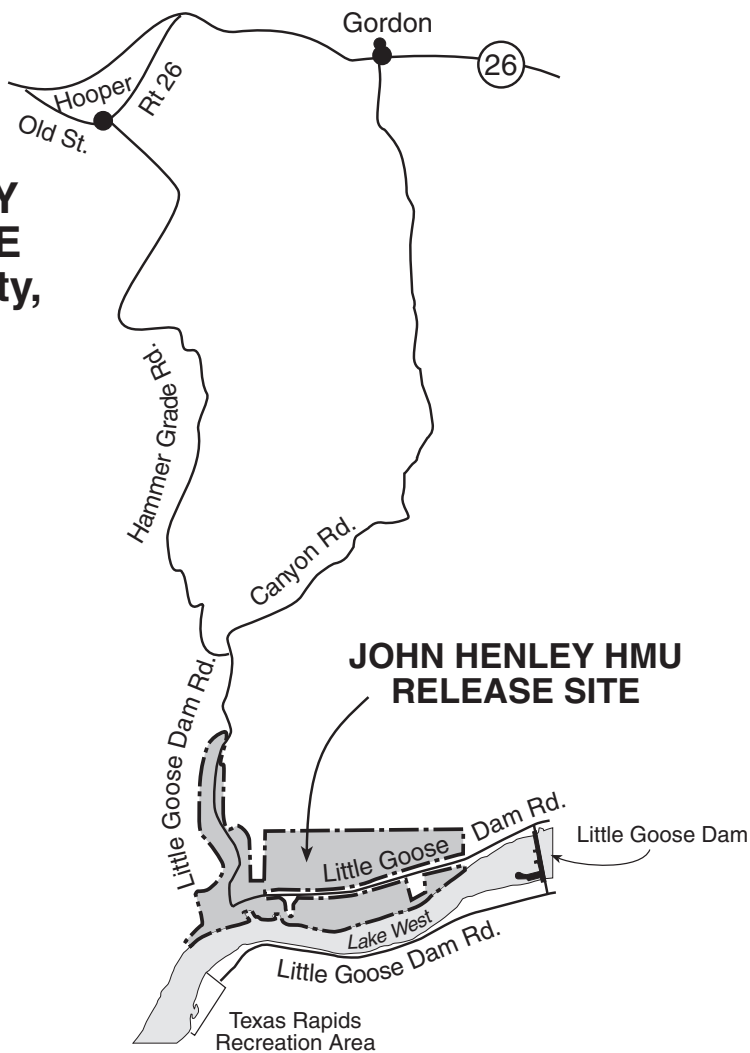 Gordon
26
Hooper
Rt 26
Old St.
Y
E
ty,
Hammer Grade Rd.
Canyon Rd.
JOHN HENLEY HMU
RELEASE SITE
Little Goose Dam Rd.
Little Goose Dam Rd.
Little Goose Dam
Lake West
Little Goose Dam Rd.
Texas Rapids
Recreation Area